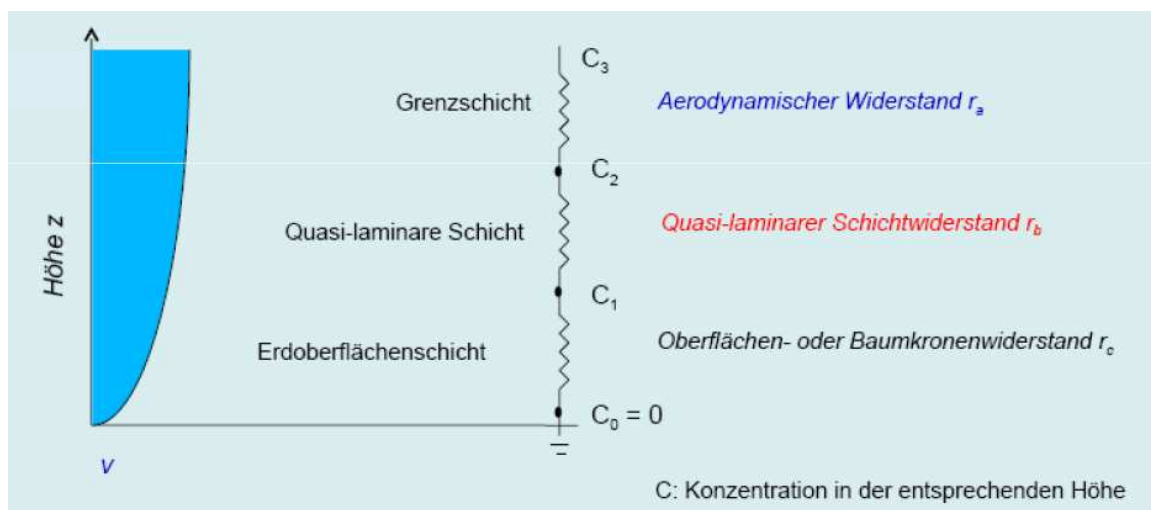 C₃
Grenzschicht
Aerodynamischer Widerstand rₐ
C₂
Höhe z
Quasi-laminare Schicht
Quasi-laminarer Schichtwiderstand r_b
C₁
Erdoberflächenschicht
Oberflächen- oder Baumkronenwiderstand r_c
C₀ = 0
v
C: Konzentration in der entsprechenden Höhe